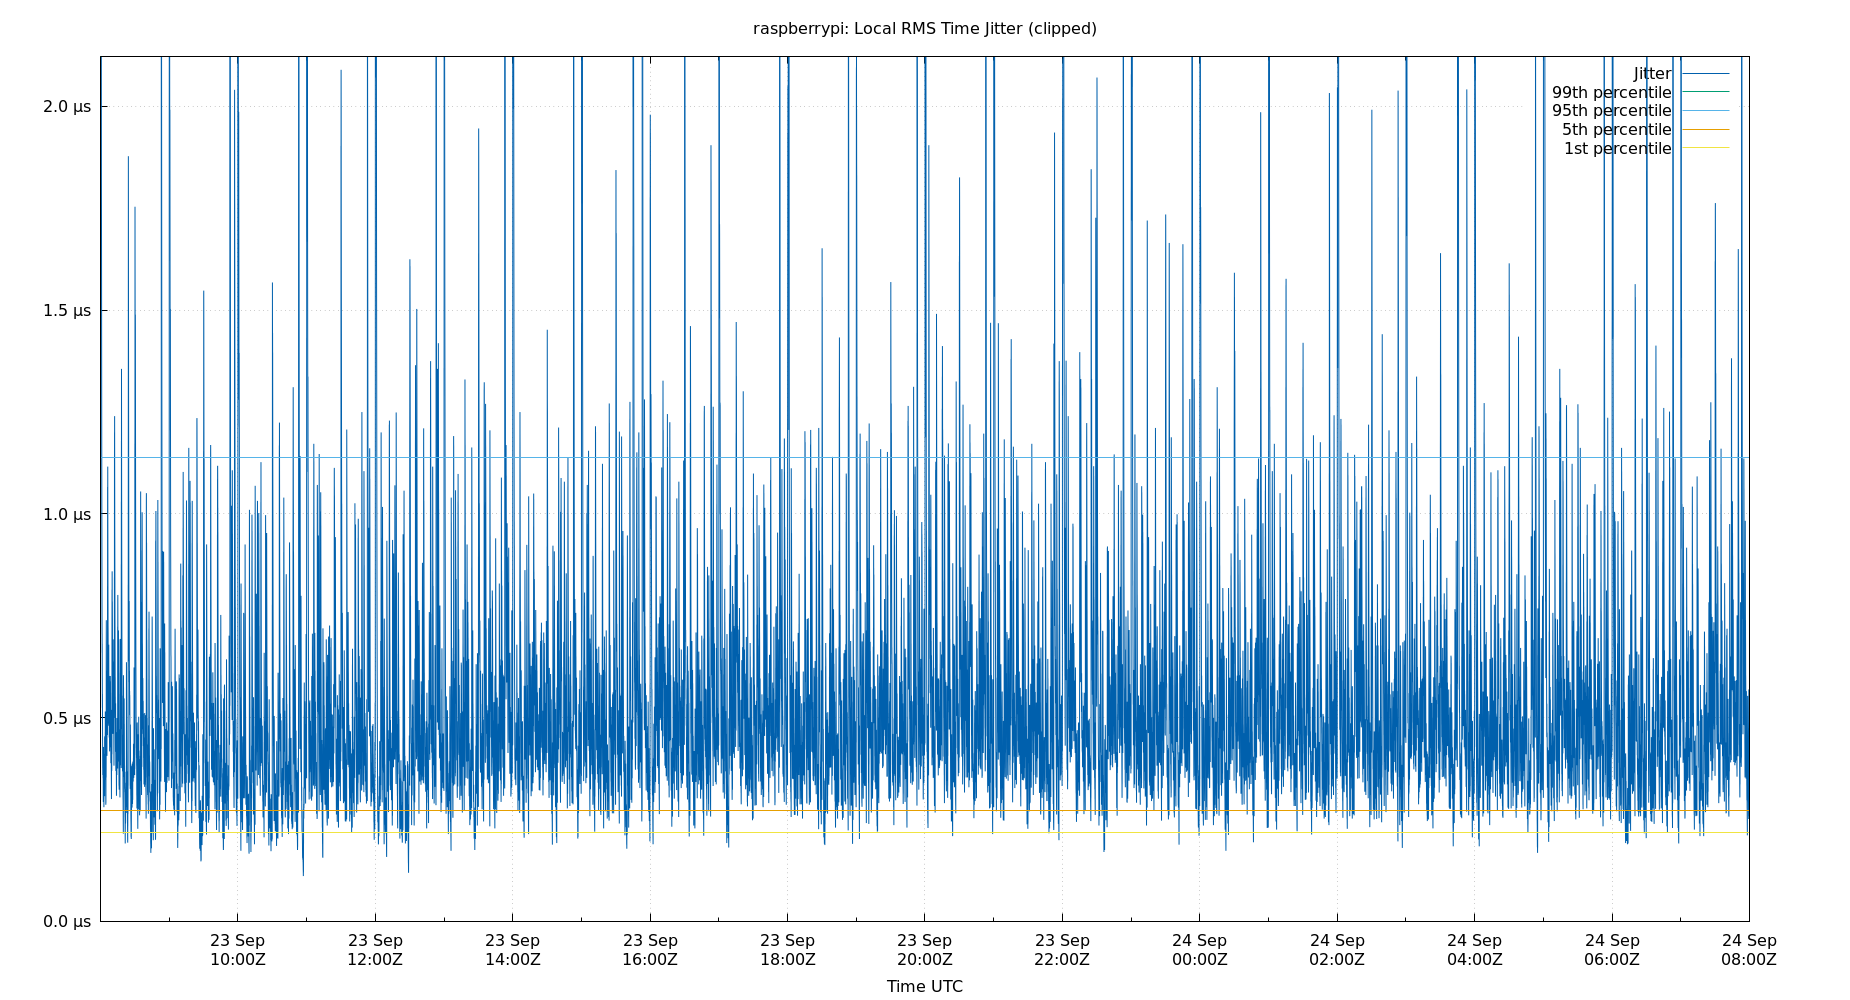 raspberrypi: Local RMS Time Jitter (clipped)
Jitter
99th percentile
95th percentile
5th percentile
1st percentile
2.0 µs
1.5 µs
1.0 µs
0.5 µs
0.0 µs
23 Sep 23 Sep 23 Sep 23 Sep 23 Sep 23 Sep 23 Sep 24 Sep 24 Sep 24 Sep 24 Sep 24 Sep
10:00Z 12:00Z 14:00Z 16:00Z 18:00Z 20:00Z 22:00Z 00:00Z 02:00Z 04:00Z 06:00Z 08:00Z
Time UTC